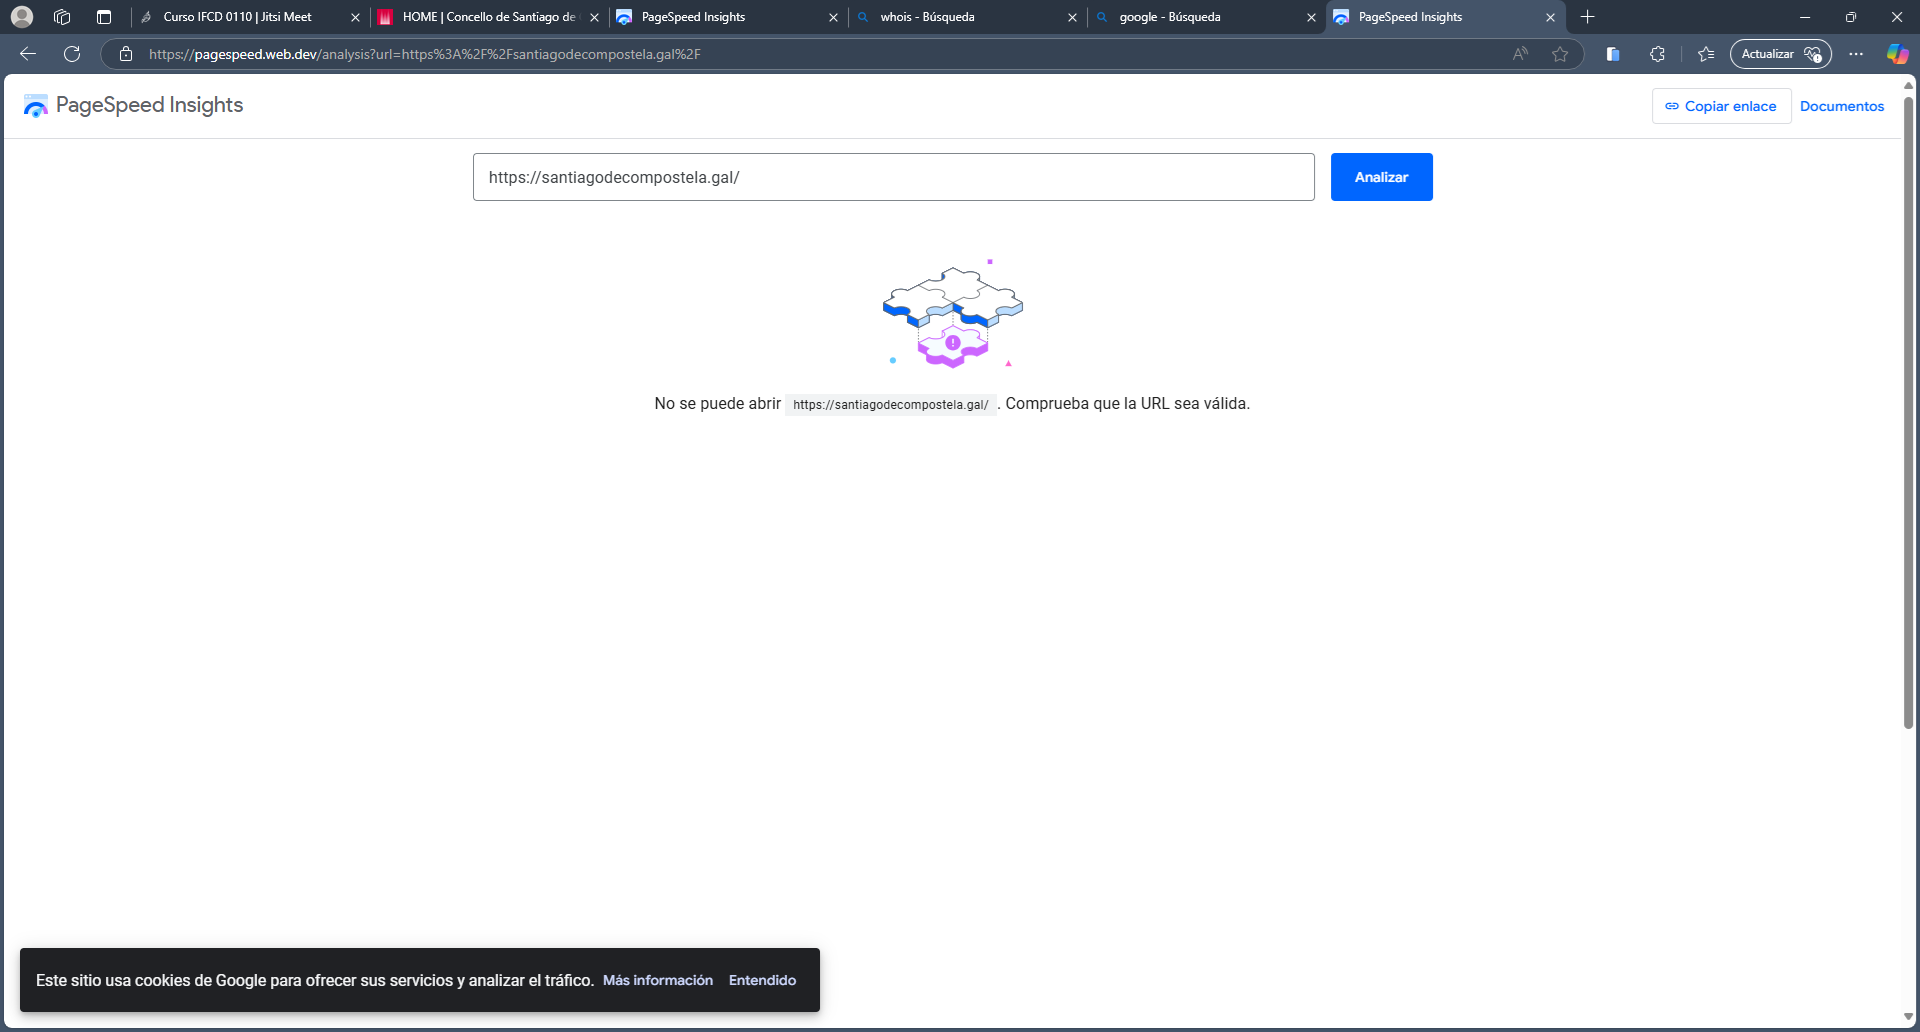 Curso IFCD 0110 | Jitsi Meet
HOME | Concello de Santiago de
PageSpeed Insights
whois - Búsqueda
google - Búsqueda
PageSpeed Insights
https://pagespeed.web.dev/analysis?url=https%3A%2F%2Fsantiagodecompostela.gal%2F
Actualizar
PageSpeed Insights
Copiar enlace
Documentos
https://santiagodecompostela.gal/
Analizar
No se puede abrir https://santiagodecompostela.gal/ . Comprueba que la URL sea válida.
Este sitio usa cookies de Google para ofrecer sus servicios y analizar el tráfico. Más información Entendido